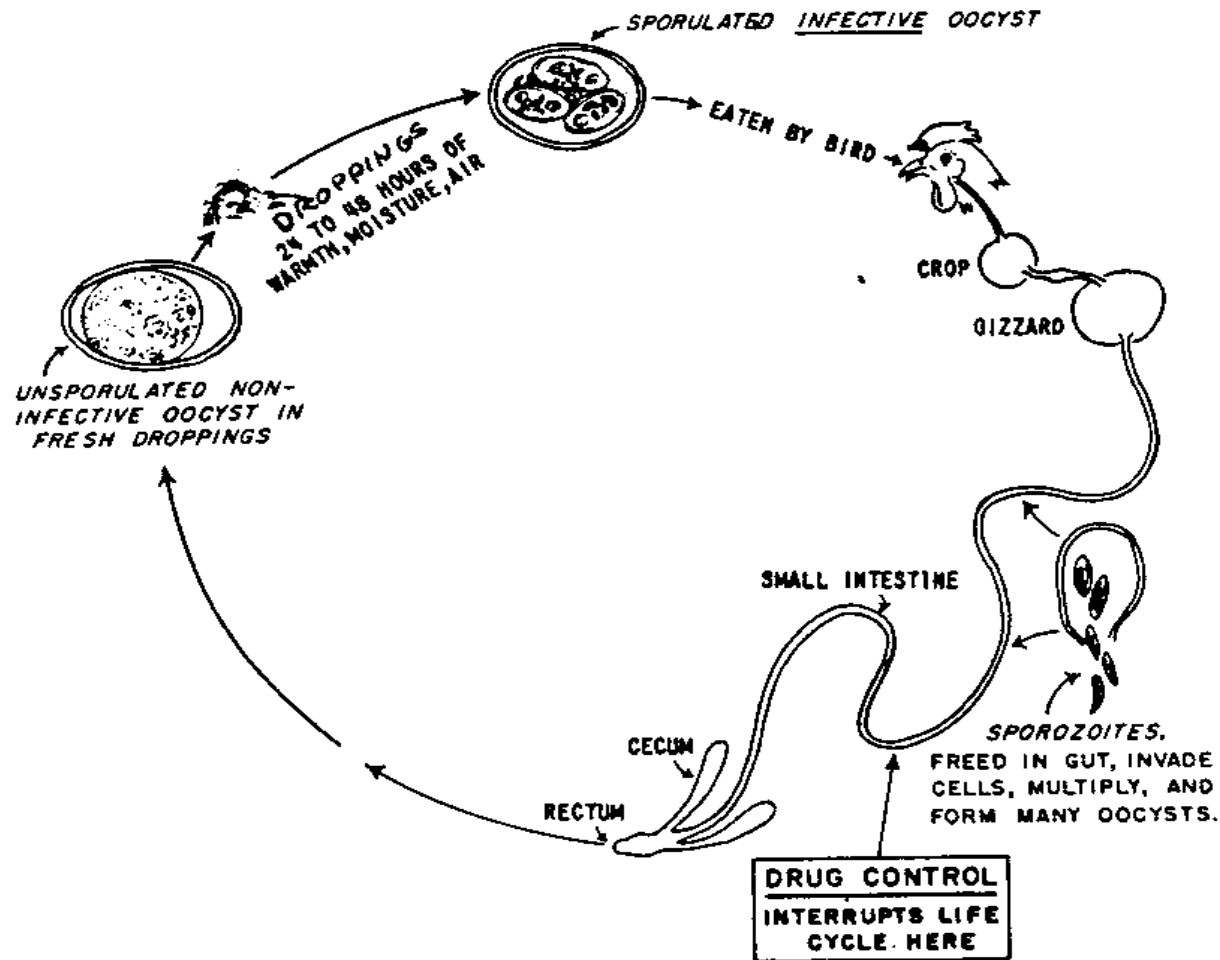 SPORULATED INFECTIVE OOCYST
EATEN BY BIRD
DROPPINGS
24 TO 48 HOURS OF
WARMTH, MOISTURE, AIR
CROP
GIZZARD
UNSPORULATED NON-
INFECTIVE OOCYST IN
FRESH DROPPINGS
SMALL INTESTINE
SPOROZOITES,
FREED IN GUT, INVADE
CELLS, MULTIPLY, AND
FORM MANY OOCYSTS.
CECUM
RECTUM
DRUG CONTROL
INTERRUPTS LIFE
CYCLE HERE